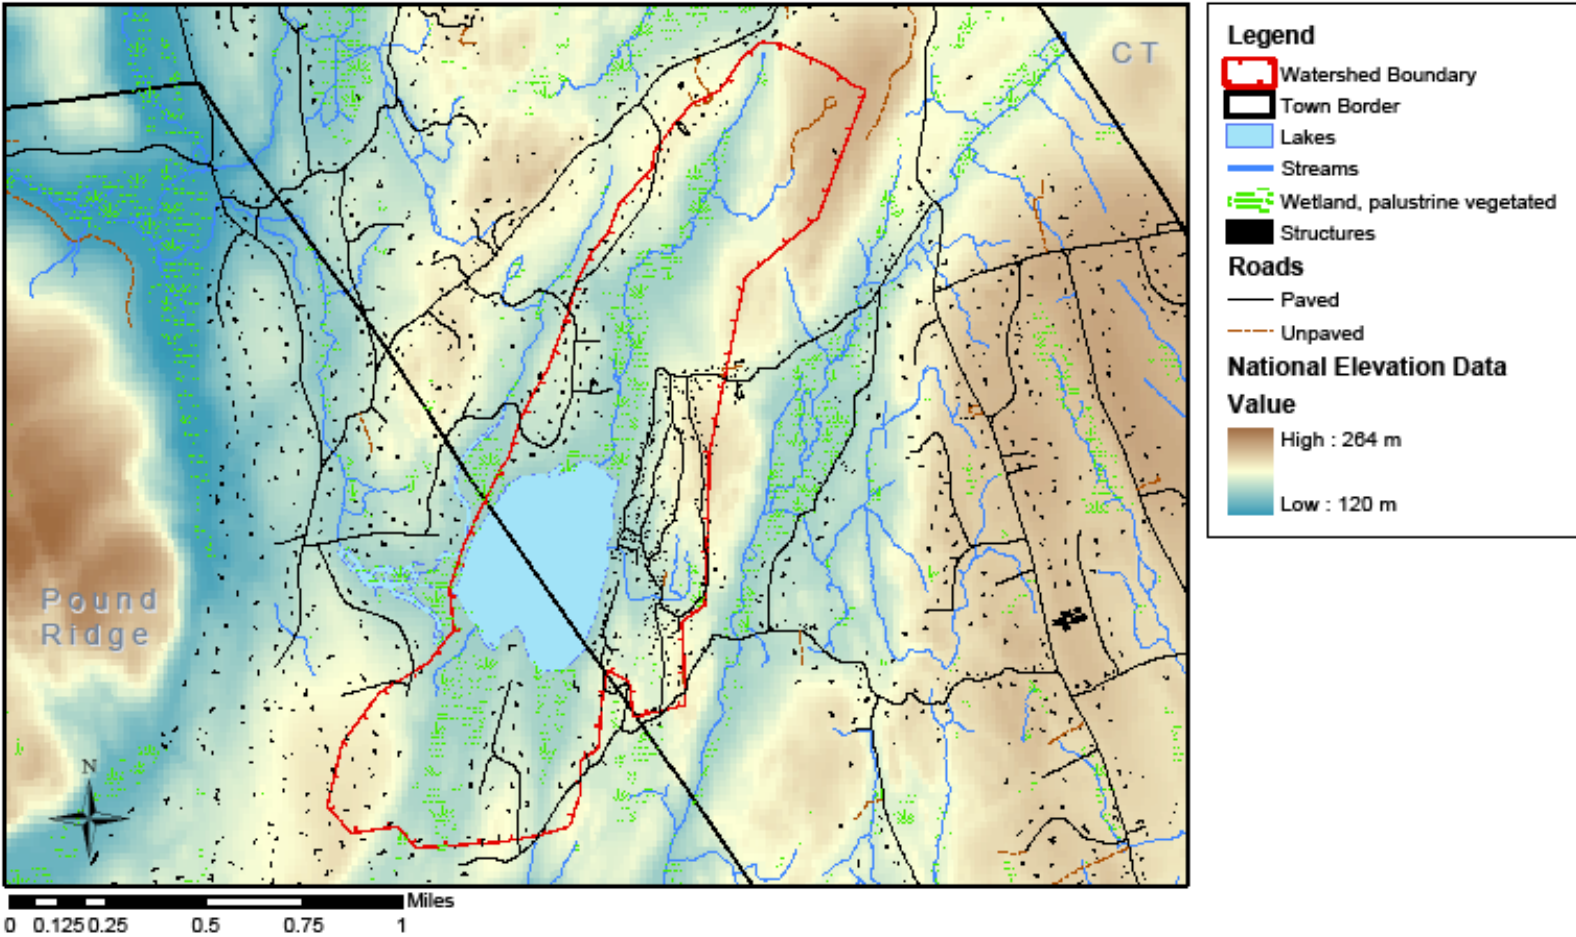 CT
Pound
Ridge
N
Miles
0 0.125 0.25 0.5 0.75 1
Legend
Watershed Boundary
Town Border
Lakes
Streams
Wetland, palustrine vegetated
Structures
Roads
Paved
Unpaved
National Elevation Data
Value
High : 264 m
Low : 120 m